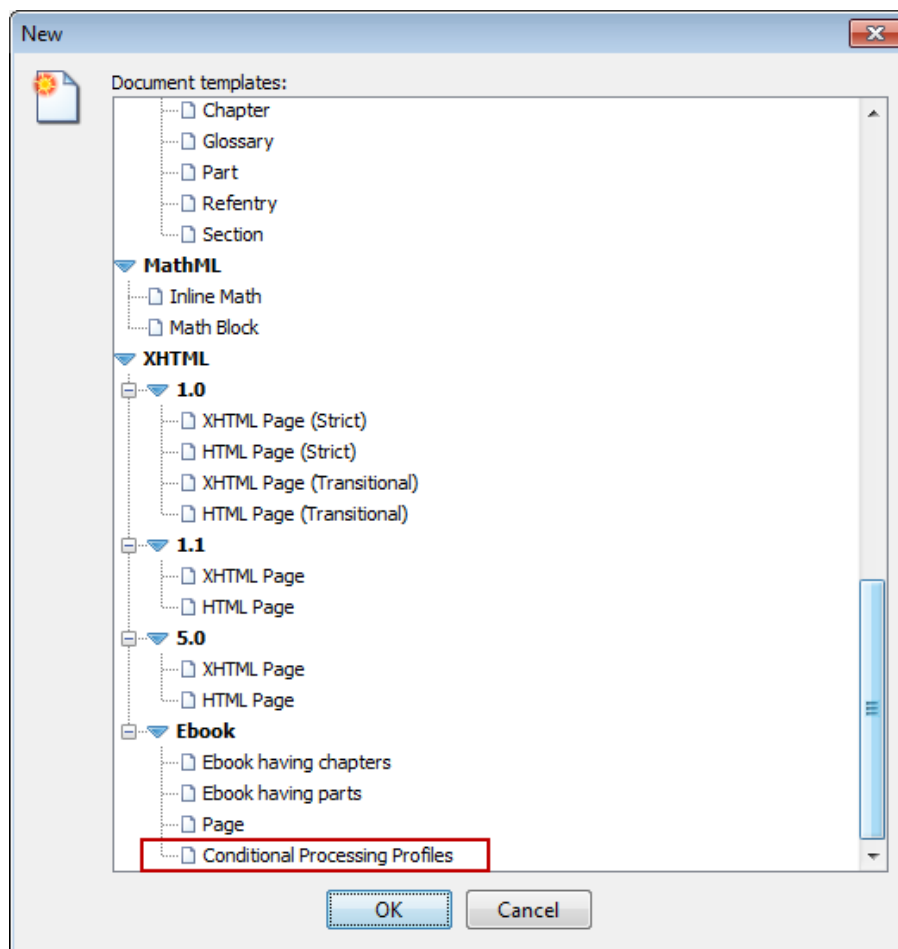 New
Document templates:
Chapter
Glossary
Part
Refentry
Section
MathML
Inline Math
Math Block
XHTML
1.0
XHTML Page (Strict)
HTML Page (Strict)
XHTML Page (Transitional)
HTML Page (Transitional)
1.1
XHTML Page
HTML Page
5.0
XHTML Page
HTML Page
Ebook
Ebook having chapters
Ebook having parts
Page
Conditional Processing Profiles
OK Cancel